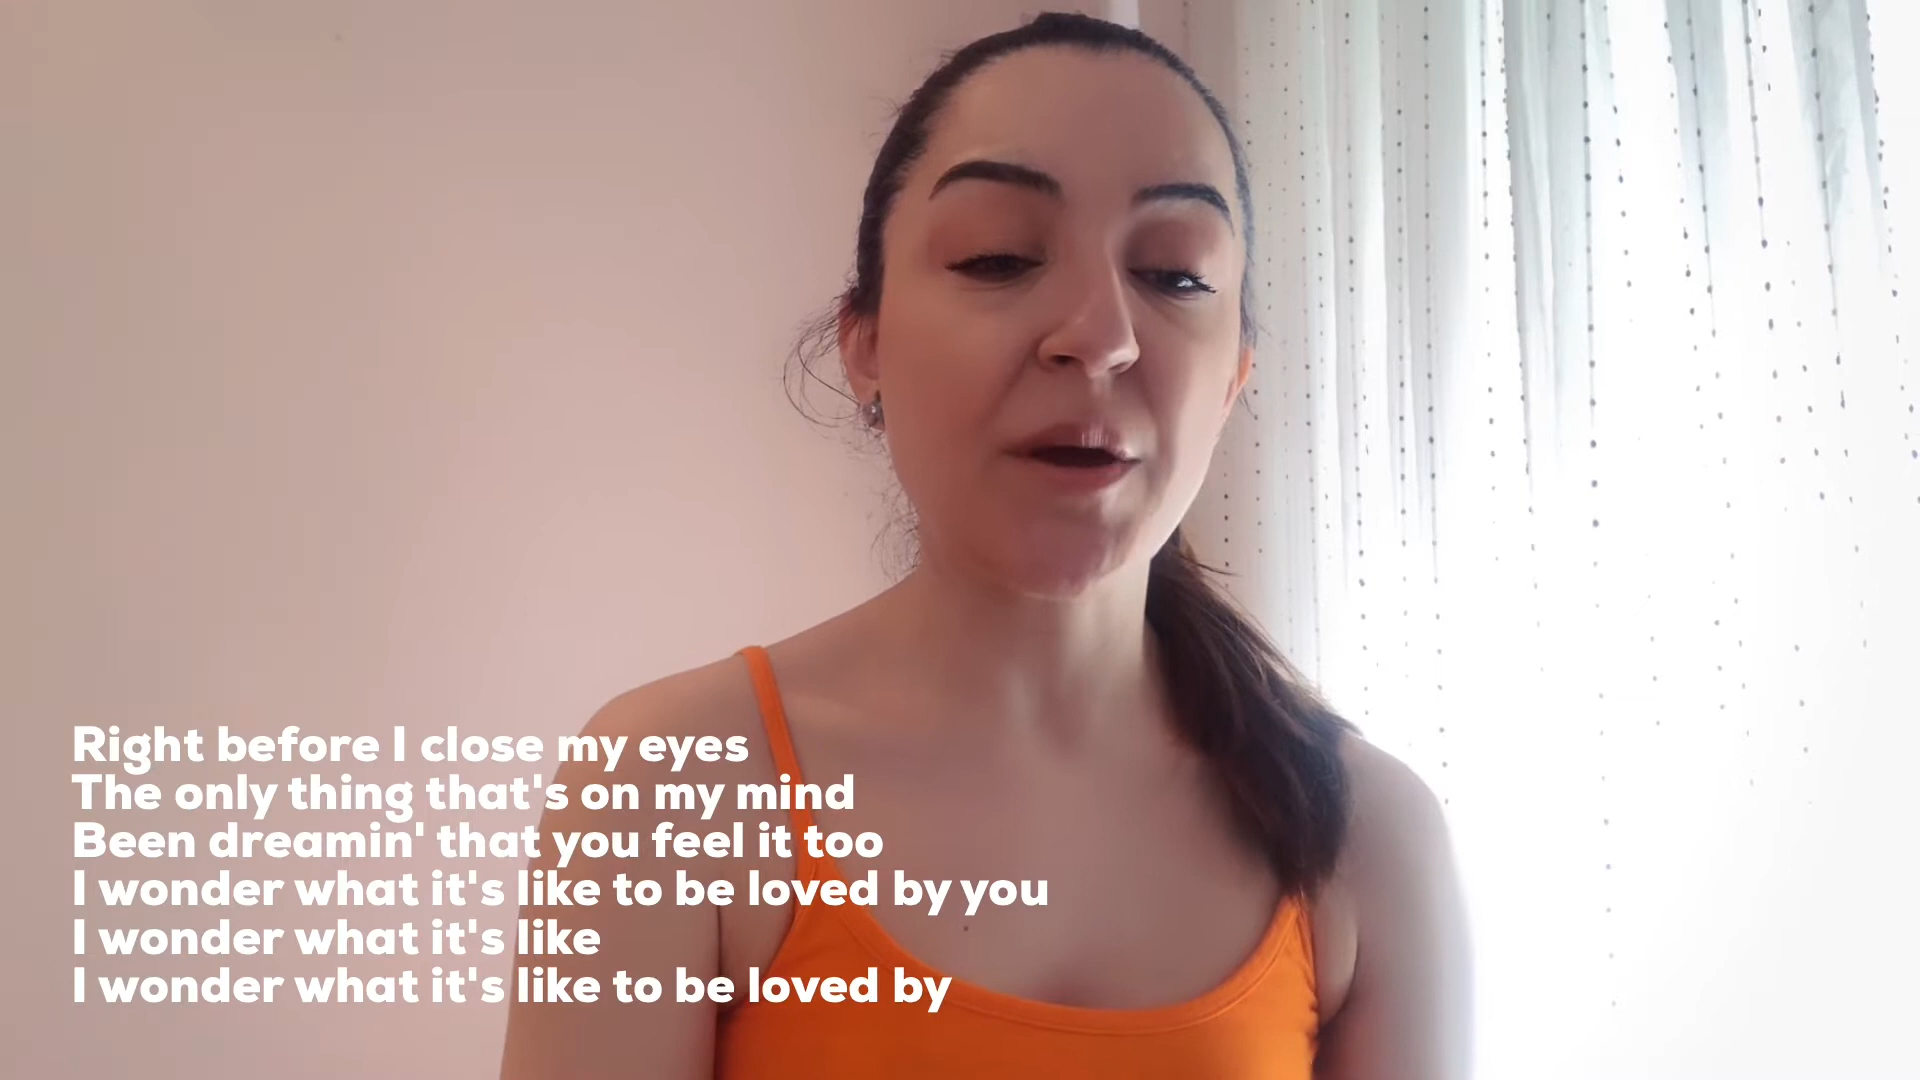 Right before I close my eyes
The only thing that's on my mind
Been dreamin' that you feel it too
I wonder what it's like to be loved by you
I wonder what it's like
I wonder what it's like to be loved by